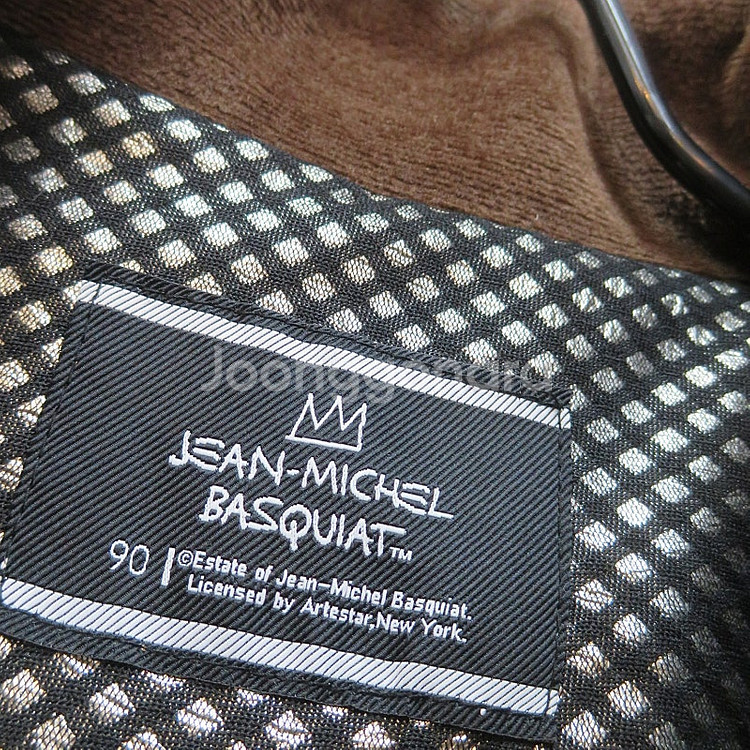 Joonggonara
JEAN-MICHEL
BASQUIAT™
90 ©Estate of Jean-Michel Basquiat.
Licensed by Artestar,New York.